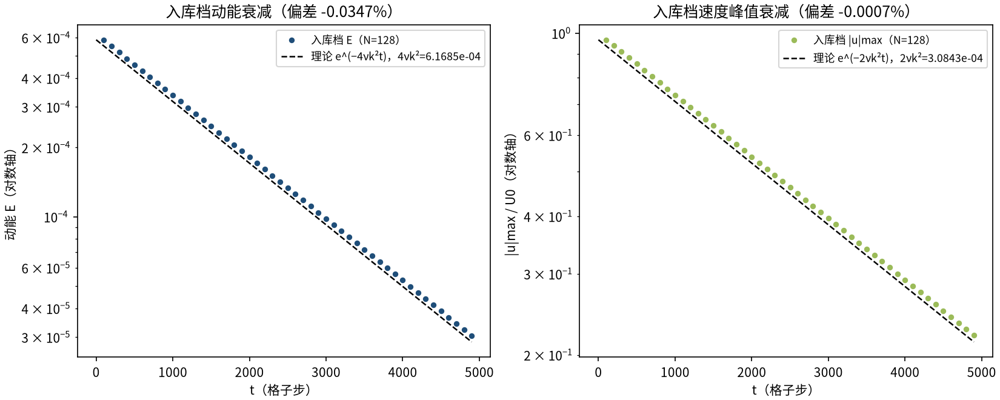 入库档动能衰减（偏差 -0.0347%）
入库档 E（N=128）
理论 e^(−4νk²t)，4νk²=6.1685e-04
动能 E（对数轴）
6 × 10⁻⁴
4 × 10⁻⁴
3 × 10⁻⁴
2 × 10⁻⁴
10⁻⁴
6 × 10⁻⁵
4 × 10⁻⁵
3 × 10⁻⁵
0 1000 2000 3000 4000 5000
t（格子步）
入库档速度峰值衰减（偏差 -0.0007%）
入库档 |u|max（N=128）
理论 e^(−2νk²t)，2νk²=3.0843e-04
|u|max / U0（对数轴）
10⁰
6 × 10⁻¹
4 × 10⁻¹
3 × 10⁻¹
2 × 10⁻¹
0 1000 2000 3000 4000 5000
t（格子步）